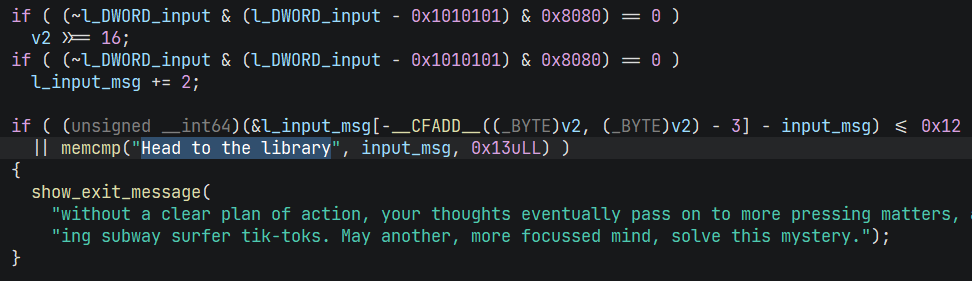 if ( (~l_DWORD_input & (l_DWORD_input - 0x1010101) & 0x8080) == 0 )
v2 >>= 16;
if ( (~l_DWORD_input & (l_DWORD_input - 0x1010101) & 0x8080) == 0 )
l_input_msg += 2;
if ( (unsigned __int64)(&l_input_msg[-__CFADD__((_BYTE)v2, (_BYTE)v2) - 3] - input_msg) <= 0x12
|| memcmp("Head to the library", input_msg, 0x13uLL) )
{
show_exit_message(
"without a clear plan of action, your thoughts eventually pass on to more pressing matters,
"ing subway surfer tik-toks. May another, more focussed mind, solve this mystery.");
}